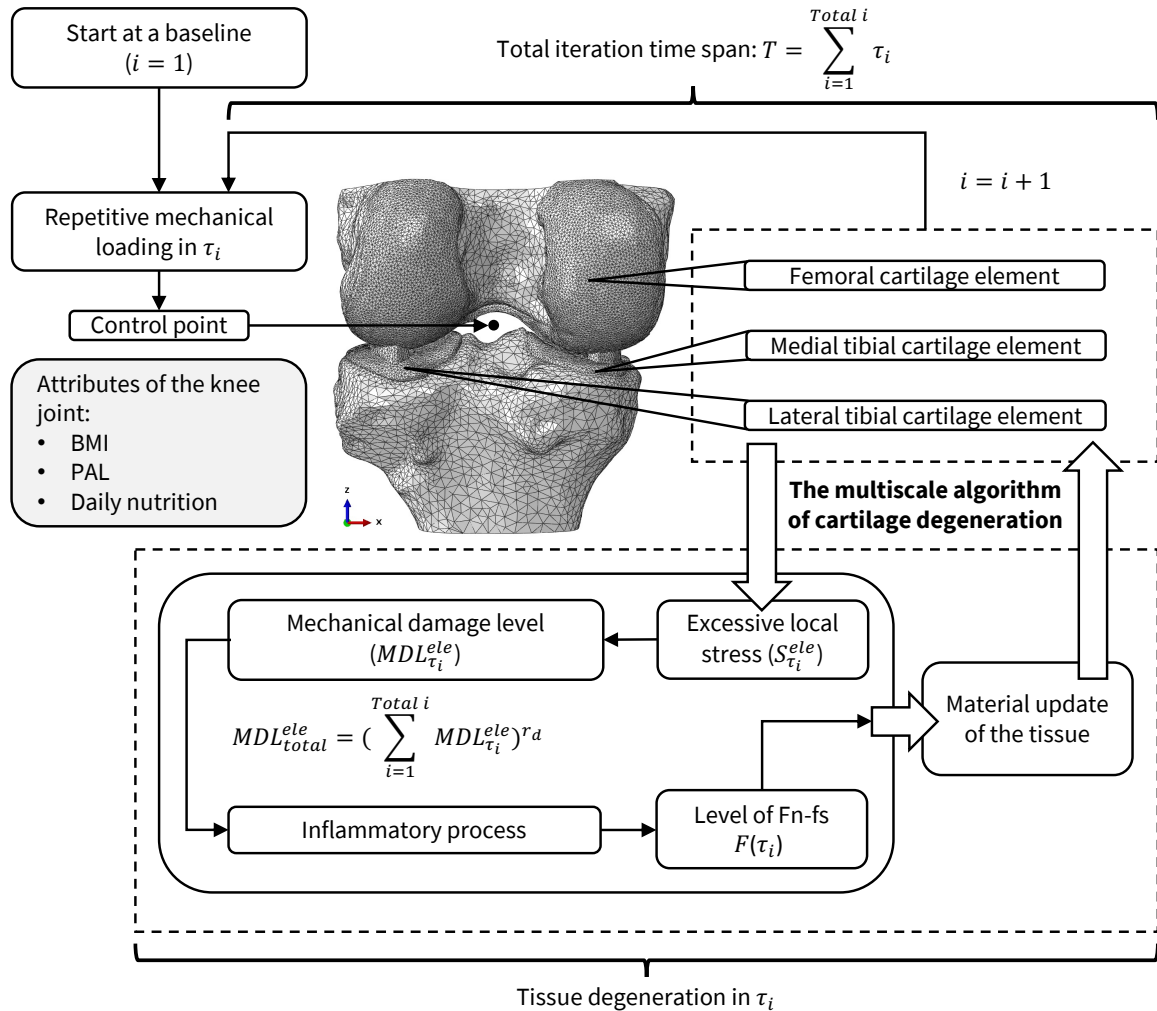 Start at a baseline
(i = 1)
Total iteration time span: T = ∑_{i=1}^{Total i} τ_i
i = i + 1
Repetitive mechanical
loading in τ_i
Control point
Attributes of the knee
joint:
• BMI
• PAL
• Daily nutrition
Femoral cartilage element
Medial tibial cartilage element
Lateral tibial cartilage element
z
x
The multiscale algorithm
of cartilage degeneration
Mechanical damage level
(MDL_{τ_i}^{ele})
Excessive local
stress (S_{τ_i}^{ele})
MDL_{total}^{ele} = (∑_{i=1}^{Total i} MDL_{τ_i}^{ele})^{r_d}
Material update
of the tissue
Inflammatory process
Level of Fn-fs
F(τ_i)
Tissue degeneration in τ_i